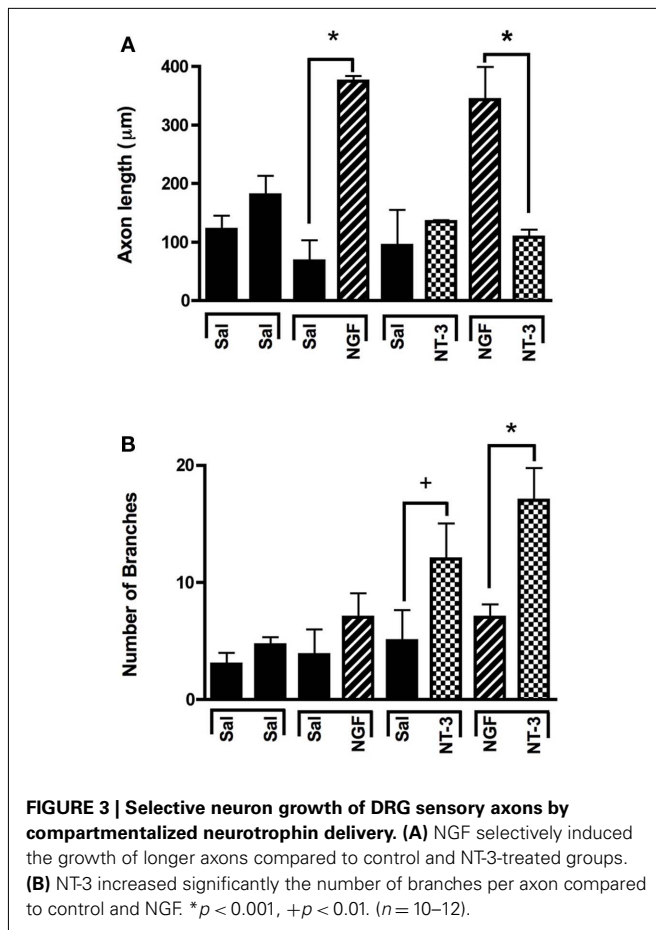 A
*
*
400
300
200
100
0
Axon length (μm)
Sal
Sal
Sal
NGF
Sal
NT-3
NGF
NT-3
B
*
+
20
10
0
Number of Branches
Sal
Sal
Sal
NGF
Sal
NT-3
NGF
NT-3
FIGURE 3 | Selective neuron growth of DRG sensory axons by
compartmentalized neurotrophin delivery. (A) NGF selectively induced
the growth of longer axons compared to control and NT-3-treated groups.
(B) NT-3 increased significantly the number of branches per axon compared
to control and NGF. *p < 0.001, +p < 0.01. (n = 10–12).